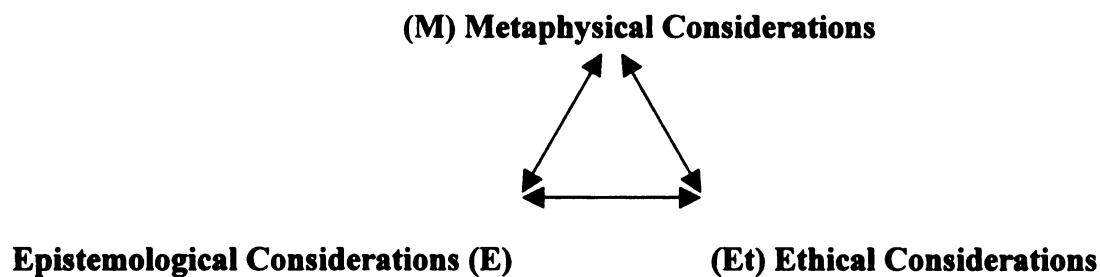 (M) Metaphysical Considerations
Epistemological Considerations (E) (Et) Ethical Considerations